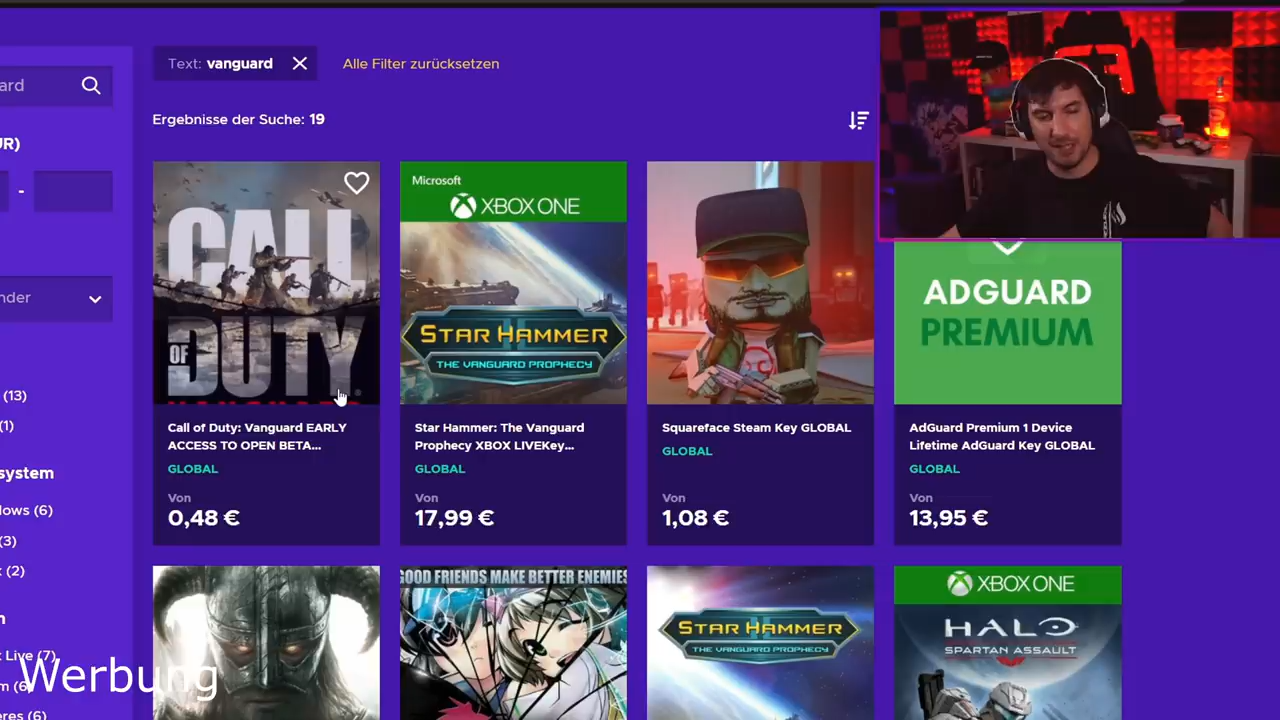 Text: vanguard
Alle Filter zurücksetzen
ard
Ergebnisse der Suche: 19
UR)
-
nder
(13)
(1)
system
lows (6)
(3)
(2)
n
Live (7)
m (6)
eres (6)
CALL
OF DUTY
Call of Duty: Vanguard EARLY
ACCESS TO OPEN BETA...
GLOBAL
Von
0,48 €
Microsoft
XBOX ONE
STAR HAMMER
THE VANGUARD PROPHECY
Star Hammer: The Vanguard
Prophecy XBOX LIVEKey...
GLOBAL
Von
17,99 €
Squareface Steam Key GLOBAL
GLOBAL
Von
1,08 €
ADGUARD
PREMIUM
AdGuard Premium 1 Device
Lifetime AdGuard Key GLOBAL
GLOBAL
Von
13,95 €
GOOD FRIENDS MAKE BETTER ENEMIES
STAR HAMMER
THE VANGUARD PROPHECY
XBOX ONE
HALO
SPARTAN ASSAULT
Werbung